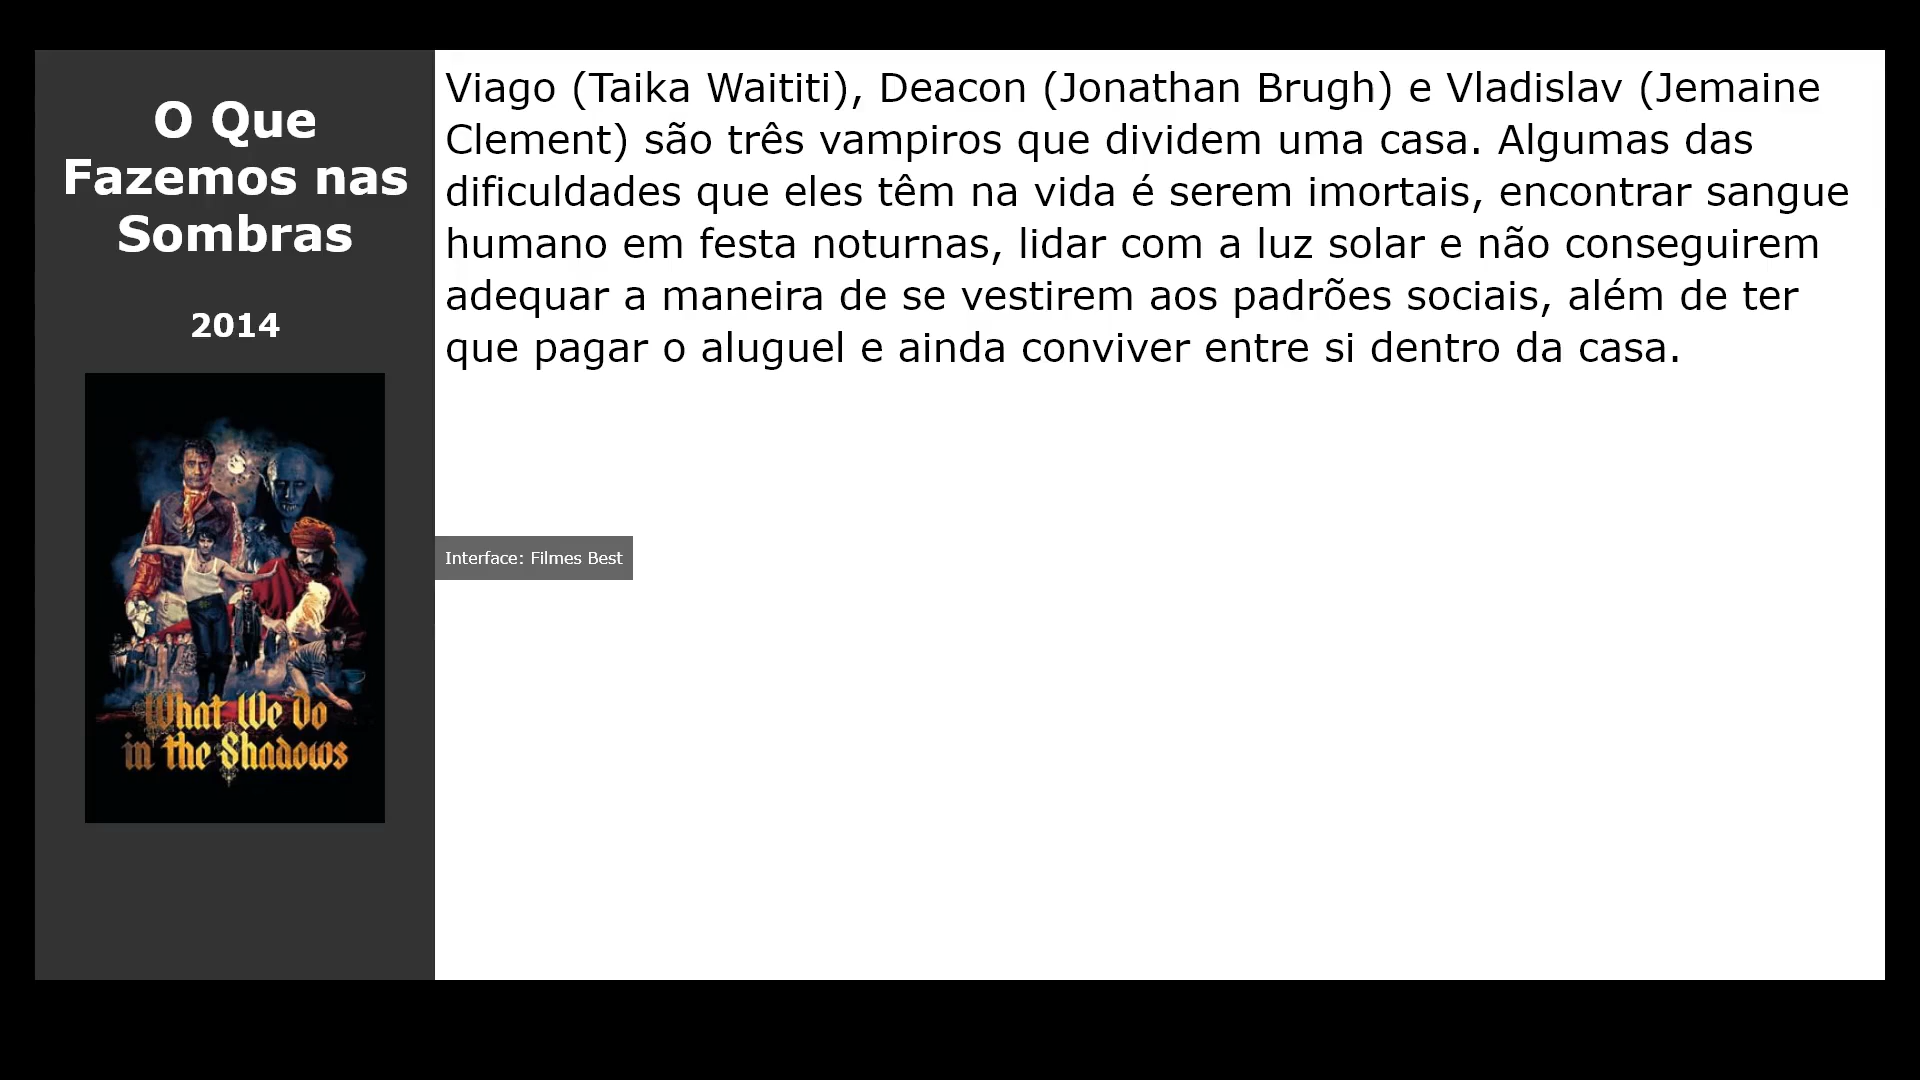 O Que
Fazemos nas
Sombras
2014
What We Do
in the Shadows
Viago (Taika Waititi), Deacon (Jonathan Brugh) e Vladislav (Jemaine
Clement) são três vampiros que dividem uma casa. Algumas das
dificuldades que eles têm na vida é serem imortais, encontrar sangue
humano em festa noturnas, lidar com a luz solar e não conseguirem
adequar a maneira de se vestirem aos padrões sociais, além de ter
que pagar o aluguel e ainda conviver entre si dentro da casa.
Interface: Filmes Best